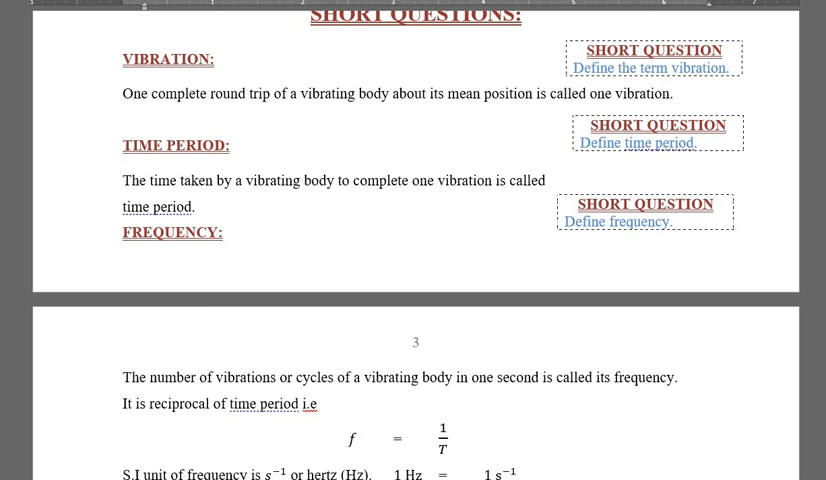 SHORT QUESTIONS:
SHORT QUESTION
Define the term vibration.
VIBRATION:
One complete round trip of a vibrating body about its mean position is called one vibration.
SHORT QUESTION
Define time period.
TIME PERIOD:
The time taken by a vibrating body to complete one vibration is called
time period.
SHORT QUESTION
Define frequency.
FREQUENCY:
3
The number of vibrations or cycles of a vibrating body in one second is called its frequency.
It is reciprocal of time period i.e
f = 1/T
S.I unit of frequency is s⁻¹ or hertz (Hz). 1 Hz = 1 s⁻¹